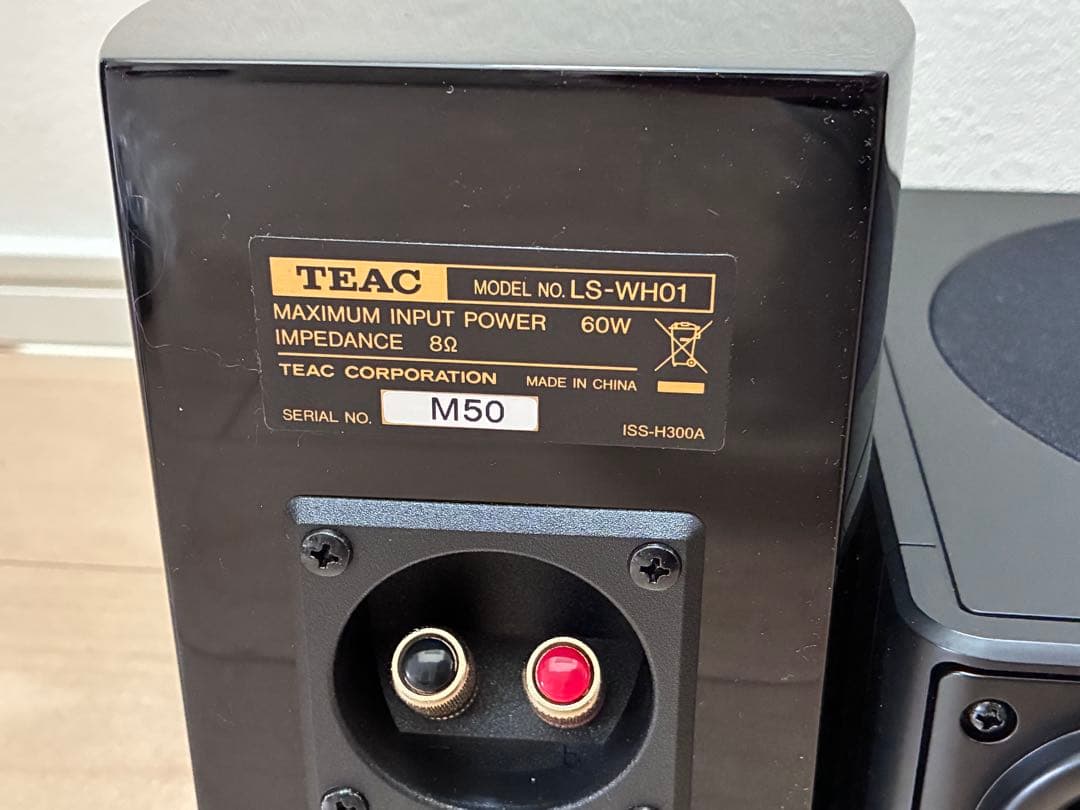 TEAC MODEL NO. LS-WH01
MAXIMUM INPUT POWER 60W
IMPEDANCE 8Ω
TEAC CORPORATION MADE IN CHINA
SERIAL NO. M50
ISS-H300A